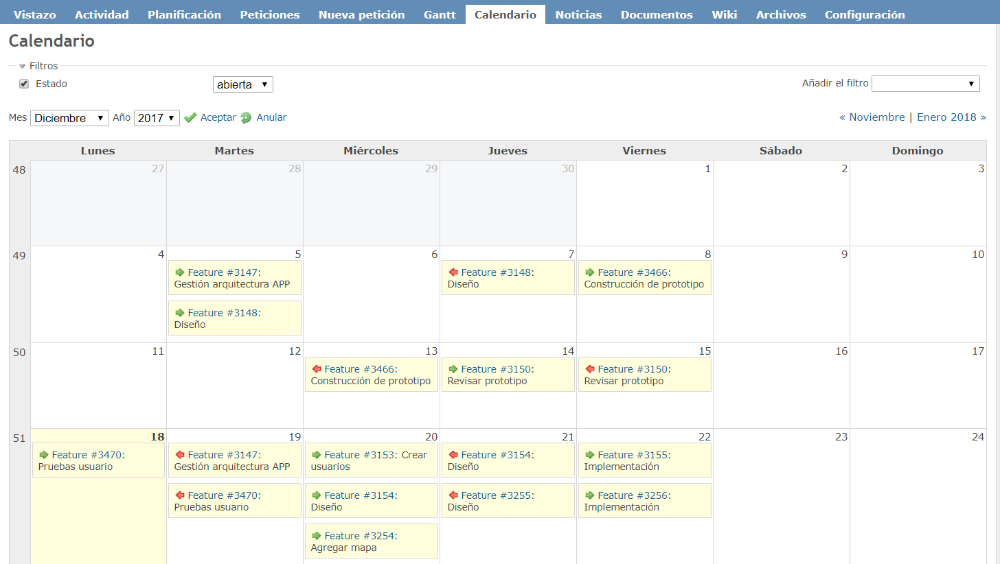 Vistazo Actividad Planificación Peticiones Nueva petición Gantt Calendario Noticias Documentos Wiki Archivos Configuración
Calendario
Filtros
Estado abierta Añadir el filtro
Mes Diciembre Año 2017 Aceptar Anular « Noviembre | Enero 2018 »
Lunes Martes Miércoles Jueves Viernes Sábado Domingo
48 27 28 29 30 1 2 3
49 4 5 6 7 8 9 10
Feature #3147:
Gestión arquitectura APP
Feature #3148:
Diseño
Feature #3148:
Diseño
Feature #3466:
Construcción de prototipo
50 11 12 13 14 15 16 17
Feature #3466:
Construcción de prototipo
Feature #3150:
Revisar prototipo
Feature #3150:
Revisar prototipo
51 18 19 20 21 22 23 24
Feature #3470:
Pruebas usuario
Feature #3147:
Gestión arquitectura APP
Feature #3470:
Pruebas usuario
Feature #3153: Crear
usuarios
Feature #3154:
Diseño
Feature #3254:
Agregar mapa
Feature #3154:
Diseño
Feature #3255:
Diseño
Feature #3155:
Implementación
Feature #3256:
Implementación